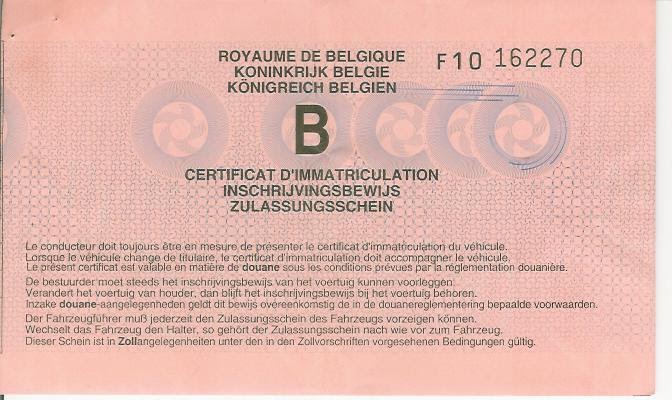 ROYAUME DE BELGIQUE
KONINKRIJK BELGIE
KÖNIGREICH BELGIEN
F10 162270
B
CERTIFICAT D'IMMATRICULATION
INSCHRIJVINGSBEWIJS
ZULASSUNGSSCHEIN
Le conducteur doit toujours être en mesure de présenter le certificat d'immatriculation du véhicule.
Lorsque le véhicule change de titulaire, le certificat d'immatriculation doit accompagner le véhicule.
Le présent certificat est valable en matière de douane sous les conditions prévues par la réglementation douanière.
De bestuurder moet steeds het inschrijvingsbewijs van het voertuig kunnen voorleggen.
Verandert het voertuig van houder, dan blijft het inschrijvingsbewijs bij het voertuig behoren.
Inzake douane-aangelegenheden geldt dit bewijs overeenkomstig de in de douanereglementering bepaalde voorwaarden.
Der Fahrzeugführer muß jederzeit den Zulassungsschein des Fahrzeugs vorzeigen können.
Wechselt das Fahrzeug den Halter, so gehört der Zulassungsschein nach wie vor zum Fahrzeug.
Dieser Schein ist in Zollangelegenheiten unter den in den Zollvorschriften vorgesehenen Bedingungen gültig.